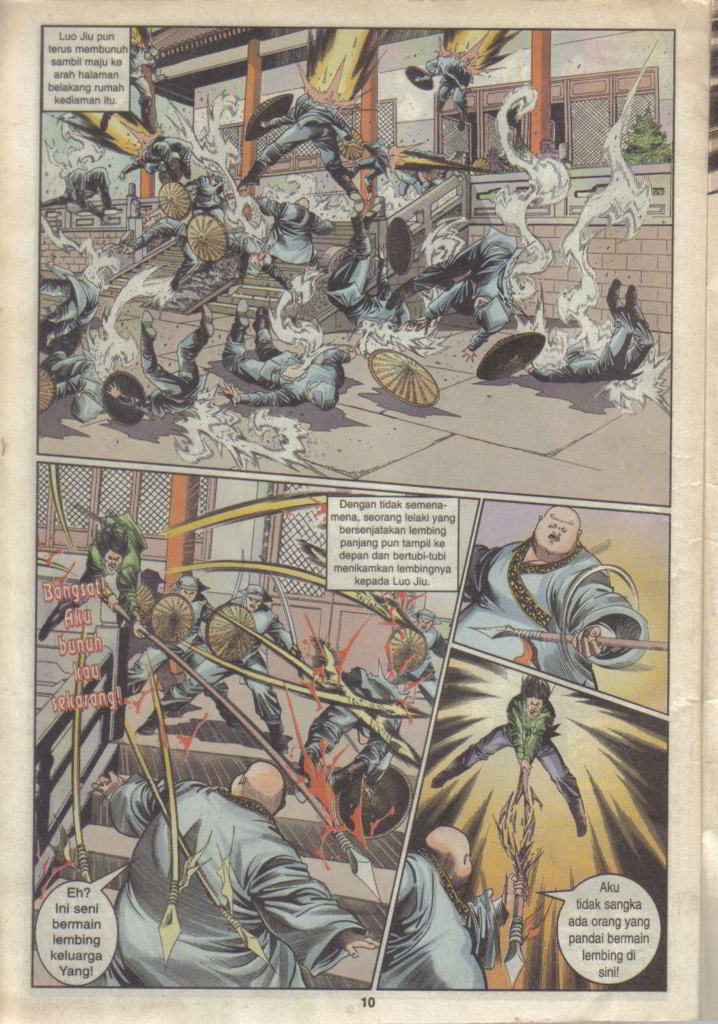 Luo Jiu pun
terus membunuh
sambil maju ke
arah halaman
belakang rumah
kediaman itu.
Dengan tidak semena-
mena, seorang lelaki yang
bersenjatakan lembing
panjang pun tampil ke
depan dan bertubi-tubi
menikamkan lembingnya
kepada Luo Jiu.
Bangsat!
Aku
bunuh
kau
sekarang!
Eh?
Ini seni
bermain
lembing
keluarga
Yang!
Aku
tidak sangka
ada orang yang
pandai bermain
lembing di
sini!
10